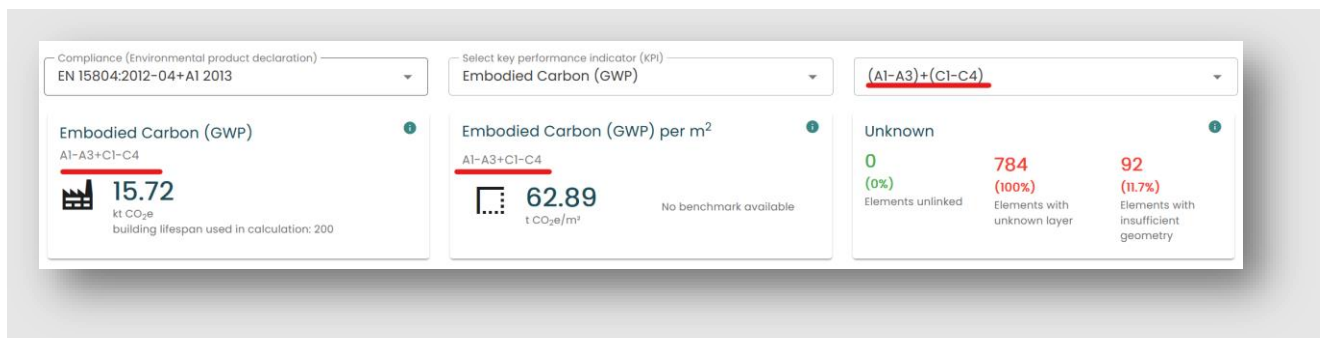 Compliance (Environmental product declaration)
EN 15804:2012-04+A1 2013
Select key performance indicator (KPI)
Embodied Carbon (GWP)
(A1-A3)+(C1-C4)
Embodied Carbon (GWP)
A1-A3+C1-C4
15.72
kt CO₂e
building lifespan used in calculation: 200
Embodied Carbon (GWP) per m²
A1-A3+C1-C4
62.89
t CO₂e/m²
No benchmark available
Unknown
0
(0%)
Elements unlinked
784
(100%)
Elements with
unknown layer
92
(11.7%)
Elements with
insufficient
geometry